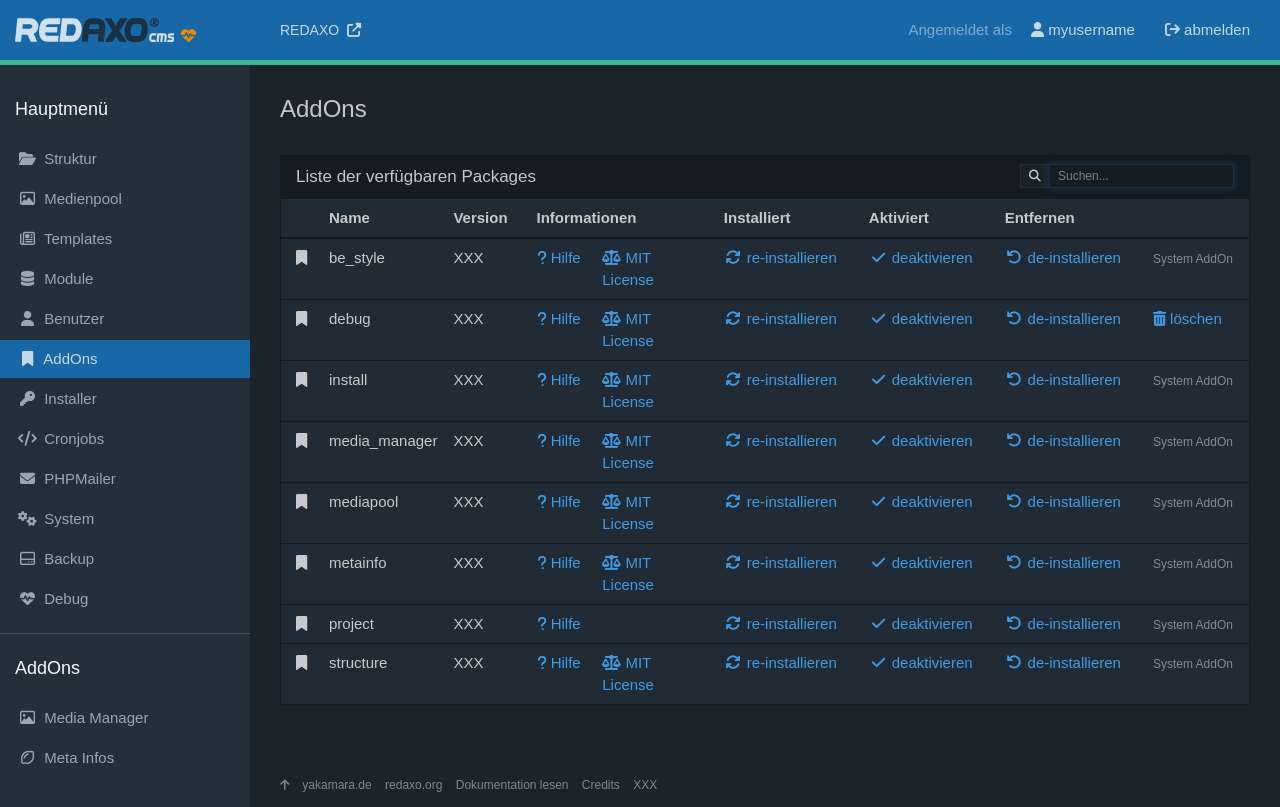 REDAXO® cms
REDAXO
Angemeldet als myusername abmelden
Hauptmenü
Struktur
Medienpool
Templates
Module
Benutzer
AddOns
Installer
Cronjobs
PHPMailer
System
Backup
Debug
AddOns
Media Manager
Meta Infos
AddOns
Liste der verfügbaren Packages
Suchen...
Name Version Informationen Installiert Aktiviert Entfernen
be_style XXX Hilfe MIT re-installieren deaktivieren de-installieren System AddOn
License
debug XXX Hilfe MIT re-installieren deaktivieren de-installieren löschen
License
install XXX Hilfe MIT re-installieren deaktivieren de-installieren System AddOn
License
media_manager XXX Hilfe MIT re-installieren deaktivieren de-installieren System AddOn
License
mediapool XXX Hilfe MIT re-installieren deaktivieren de-installieren System AddOn
License
metainfo XXX Hilfe MIT re-installieren deaktivieren de-installieren System AddOn
License
project XXX Hilfe re-installieren deaktivieren de-installieren System AddOn
structure XXX Hilfe MIT re-installieren deaktivieren de-installieren System AddOn
License
yakamara.de redaxo.org Dokumentation lesen Credits XXX